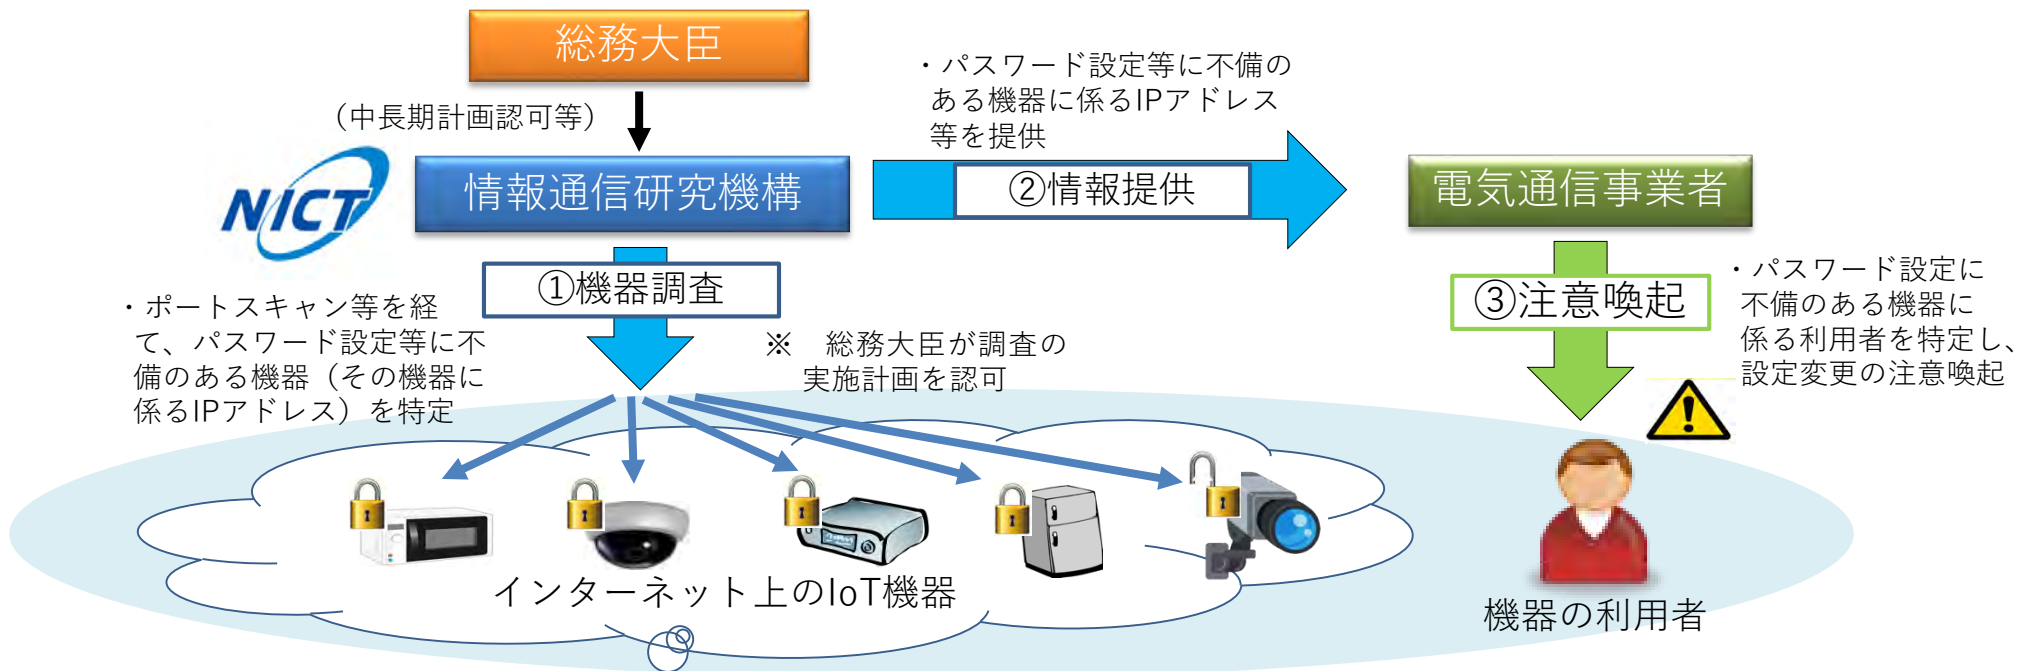 総務大臣
（中長期計画認可等）
NICT
情報通信研究機構
・パスワード設定等に不備の
ある機器に係るIPアドレス
等を提供
②情報提供
電気通信事業者
①機器調査
・ポートスキャン等を経
て、パスワード設定等に不
備のある機器（その機器に
係るIPアドレス）を特定
※　総務大臣が調査の
実施計画を認可
③注意喚起
・パスワード設定に
不備のある機器に
係る利用者を特定し、
設定変更の注意喚起
インターネット上のIoT機器
機器の利用者